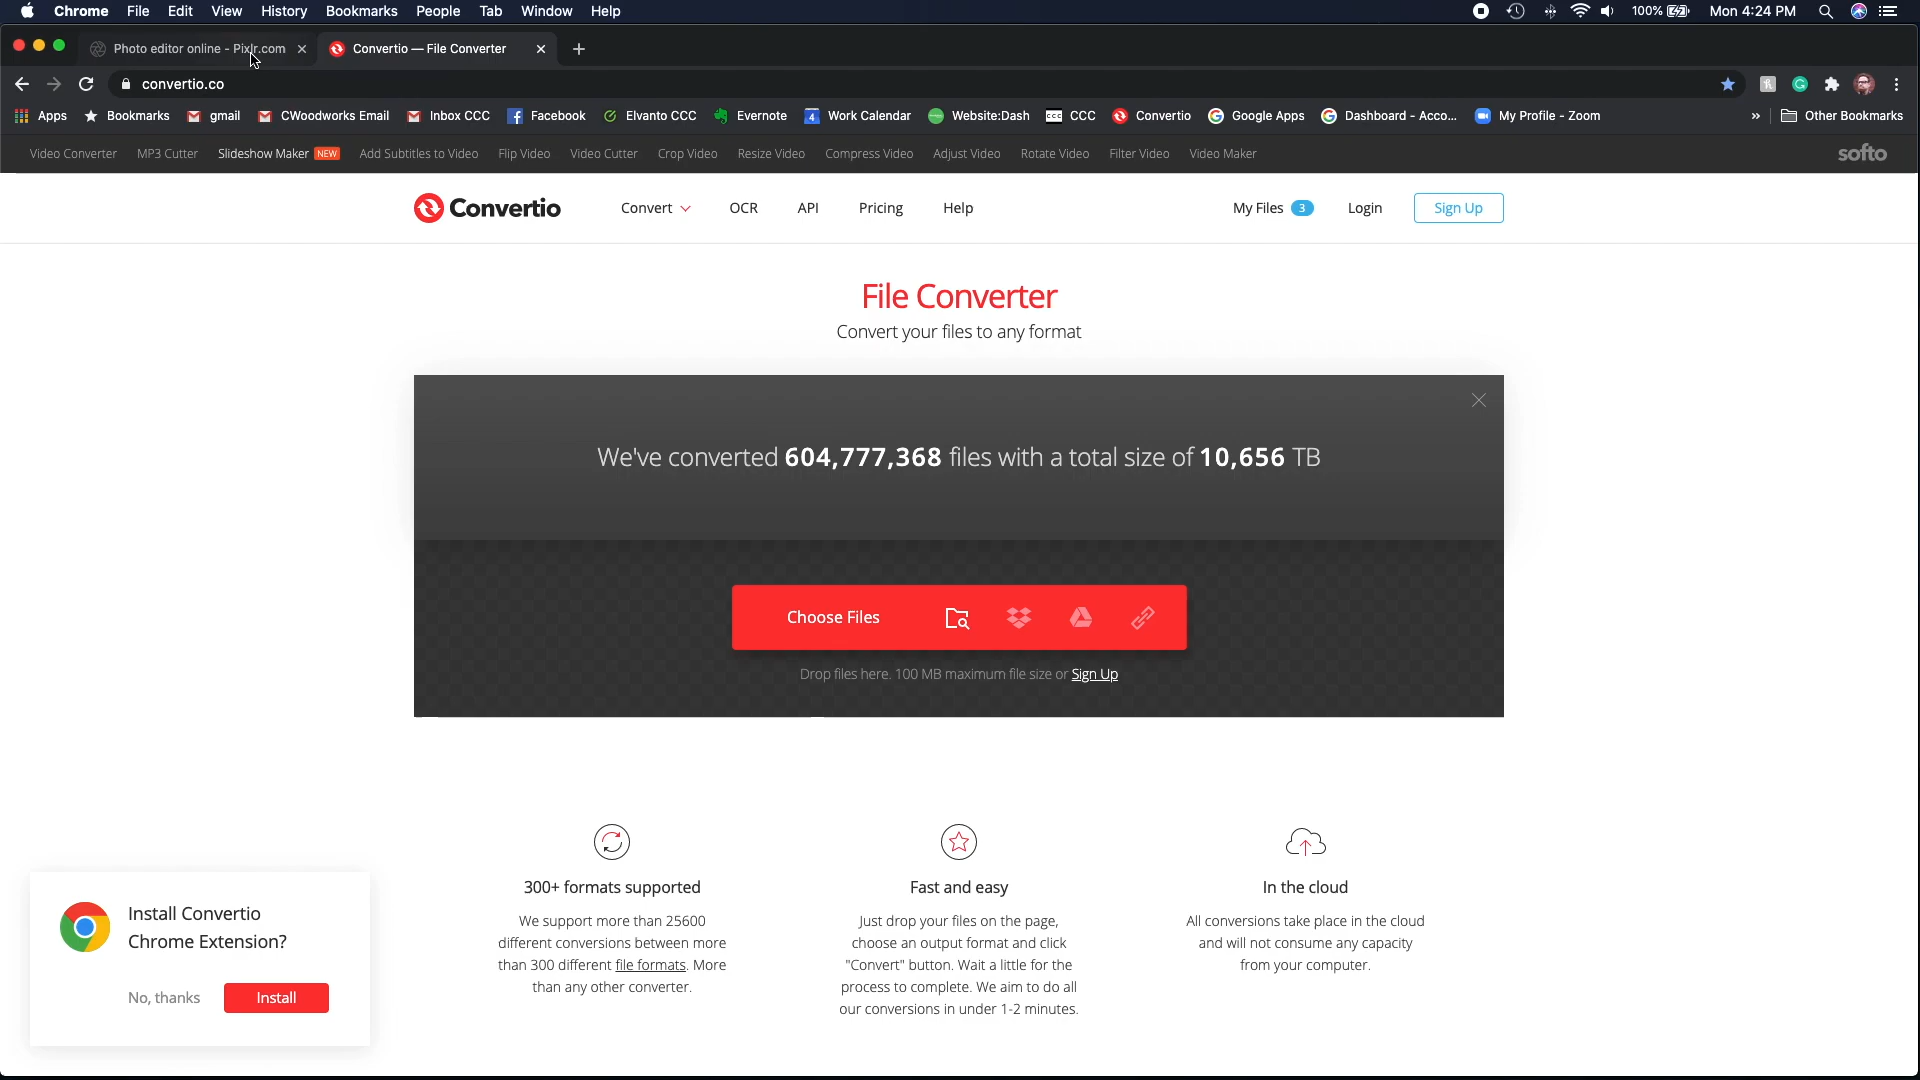 Chrome File Edit View History Bookmarks People Tab Window Help 100% Mon 4:24 PM
Photo editor online - Pixlr.com Convertio — File Converter
convertio.co
Apps Bookmarks gmail CWoodworks Email Inbox CCC Facebook Elvanto CCC Evernote 4 Work Calendar Website:Dash CCC CCC Convertio Google Apps Dashboard - Acco... My Profile - Zoom » Other Bookmarks
Video Converter MP3 Cutter Slideshow Maker NEW Add Subtitles to Video Flip Video Video Cutter Crop Video Resize Video Compress Video Adjust Video Rotate Video Filter Video Video Maker softo
Convertio Convert OCR API Pricing Help My Files 3 Login Sign Up
File Converter
Convert your files to any format
We've converted 604,777,368 files with a total size of 10,656 TB
Choose Files
Drop files here. 100 MB maximum file size or Sign Up
300+ formats supported
We support more than 25600
different conversions between more
than 300 different file formats. More
than any other converter.
Fast and easy
Just drop your files on the page,
choose an output format and click
"Convert" button. Wait a little for the
process to complete. We aim to do all
our conversions in under 1-2 minutes.
In the cloud
All conversions take place in the cloud
and will not consume any capacity
from your computer.
Install Convertio
Chrome Extension?
No, thanks Install